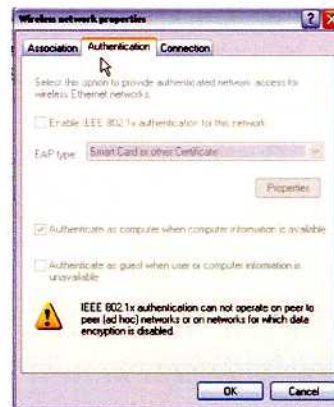 Wireless network properties
Association
Authentication
Connection
Select this option to provide authenticated network access for
wireless Ethernet networks.
Enable IEEE 802.1x authentication for this network
EAP type:
Smart Card or other Certificate
Properties
Authenticate as computer when computer information is available
Authenticate as guest when user or computer information is
unavailable
IEEE 802.1x authentication can not operate on peer to
peer (ad hoc) networks or on networks for which data
encryption is disabled.
OK
Cancel